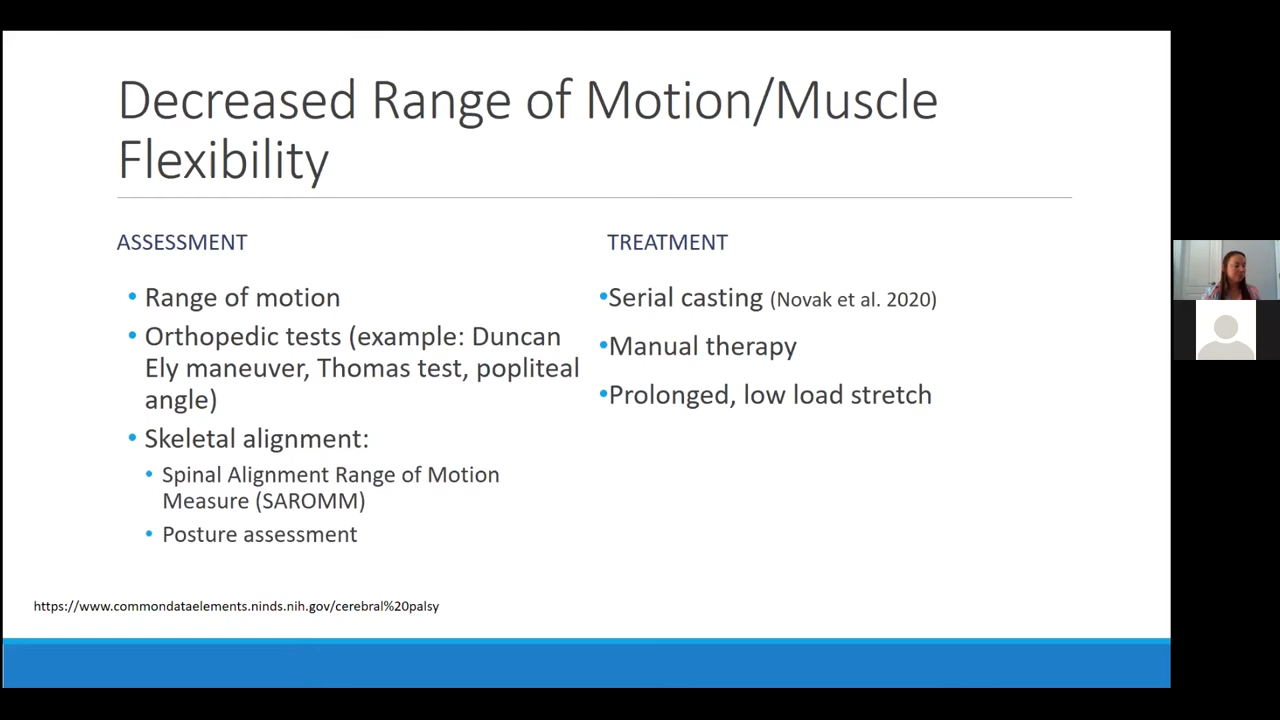 Decreased Range of Motion/Muscle
Flexibility
ASSESSMENT
• Range of motion
• Orthopedic tests (example: Duncan
Ely maneuver, Thomas test, popliteal
angle)
• Skeletal alignment:
• Spinal Alignment Range of Motion
Measure (SAROMM)
• Posture assessment
TREATMENT
•Serial casting (Novak et al. 2020)
•Manual therapy
•Prolonged, low load stretch
https://www.commondataelements.ninds.nih.gov/cerebral%20palsy